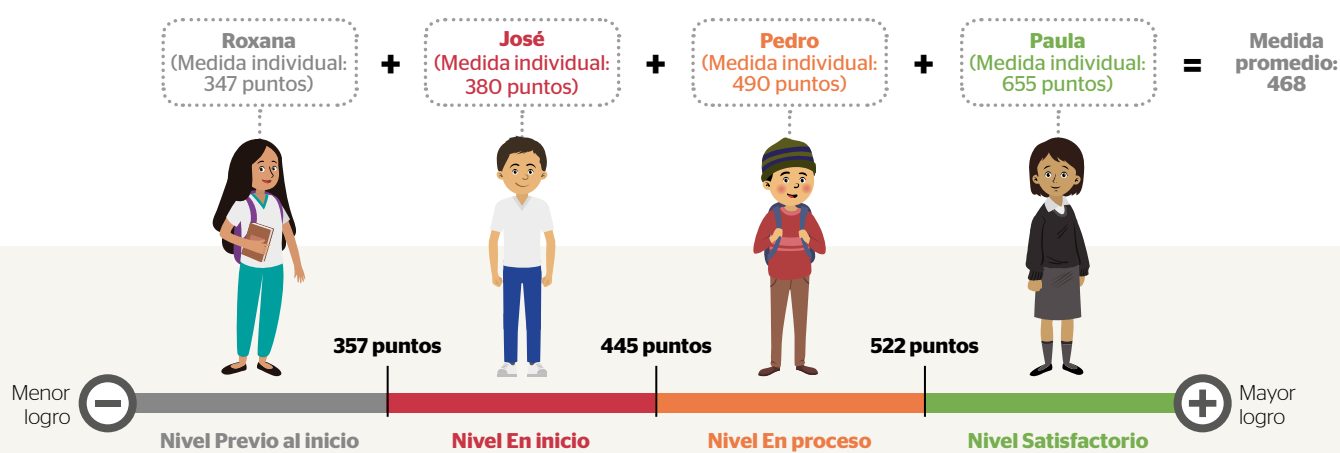 Roxana
(Medida individual:
347 puntos)
+
José
(Medida individual:
380 puntos)
+
Pedro
(Medida individual:
490 puntos)
+
Paula
(Medida individual:
655 puntos)
=
Medida
promedio:
468
357 puntos
445 puntos
522 puntos
Menor
logro
−
+
Mayor
logro
Nivel Previo al inicio
Nivel En inicio
Nivel En proceso
Nivel Satisfactorio